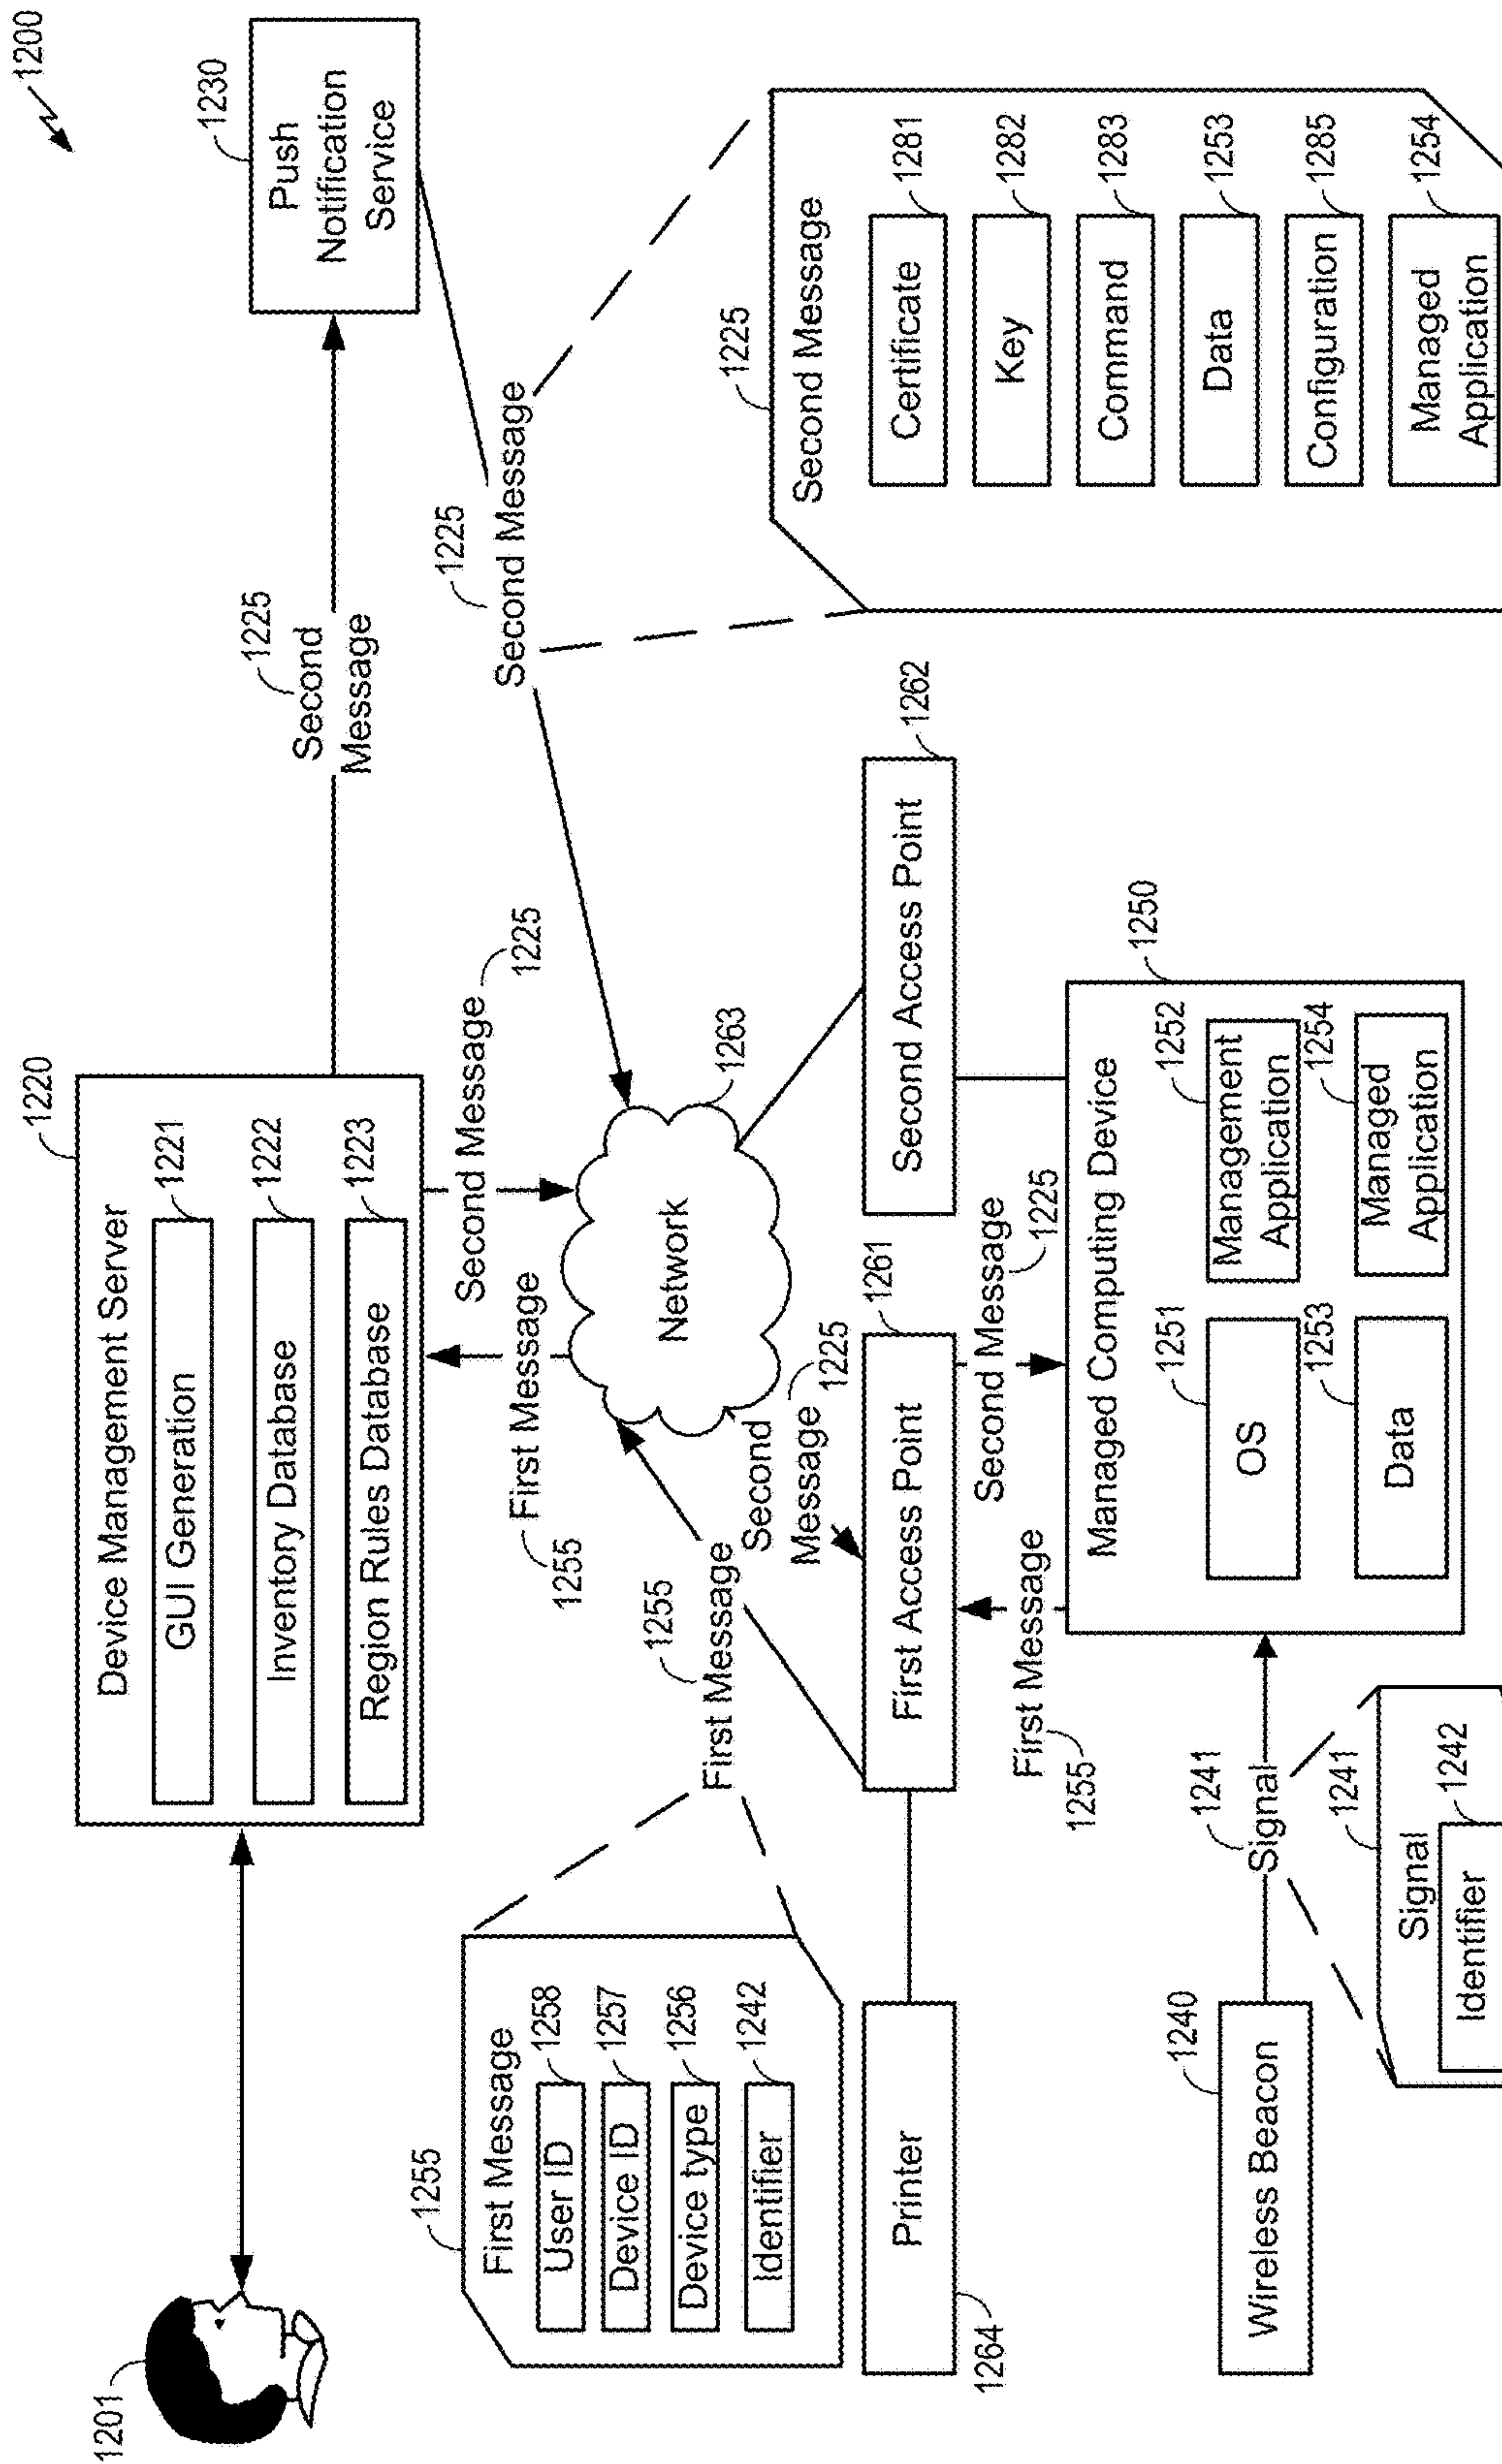 1200
1201
1220
Device Management Server
GUI Generation
1221
Inventory Database
1222
Region Rules Database
1223
1225
Second
Message
1230
Push
Notification
Service
First Message
1255
Second Message
1225
1225
Second Message
Network
1263
1255
First Message
Second
Message
1225
1255
First Message
User ID
1258
Device ID
1257
Device type
1256
Identifier
1242
Printer
1264
First Access Point
1261
Second Access Point
1262
First Message
1255
Second Message
1225
1225
Second Message
Certificate
1281
Key
1282
Command
1283
Data
1253
Configuration
1285
Managed
Application
1254
1240
Wireless Beacon
1241
Signal
1241
Signal
Identifier
1242
1250
Managed Computing Device
OS
1251
Management
Application
1252
Data
1253
Managed
Application
1254